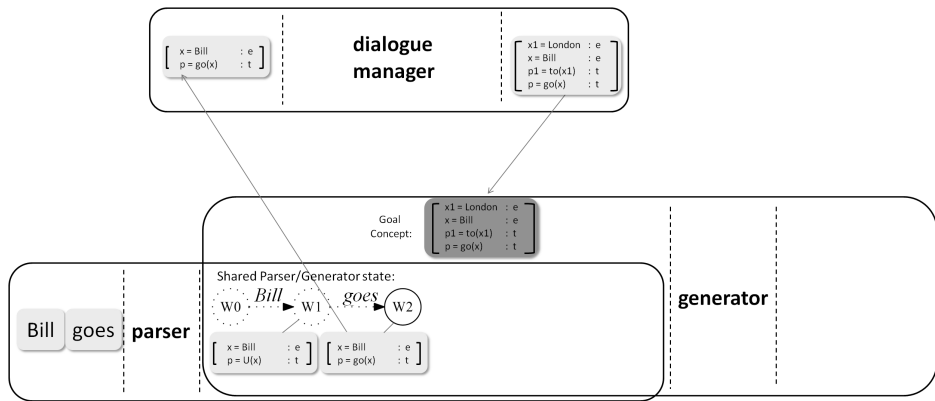 x = Bill : e
p = go(x) : t
dialogue
manager
x1 = London : e
x = Bill : e
p1 = to(x1) : t
p = go(x) : t
Goal
Concept:
x1 = London : e
x = Bill : e
p1 = to(x1) : t
p = go(x) : t
Shared Parser/Generator state:
W0 Bill W1 goes W2
Bill goes
parser
generator
x = Bill : e
p = U(x) : t
x = Bill : e
p = go(x) : t